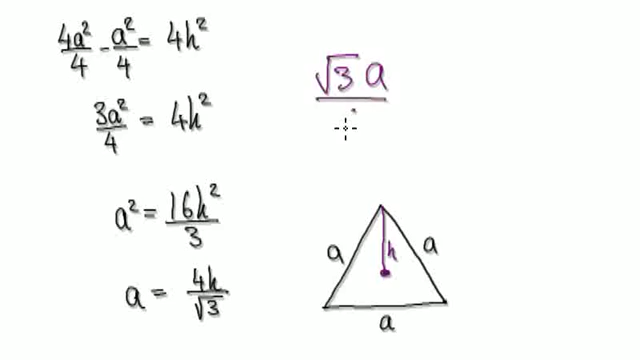 4a²/4 - a²/4 = 4h²
3a²/4 = 4h²
a² = 16h²/3
a = 4h/√3
√3 a
a h a
a